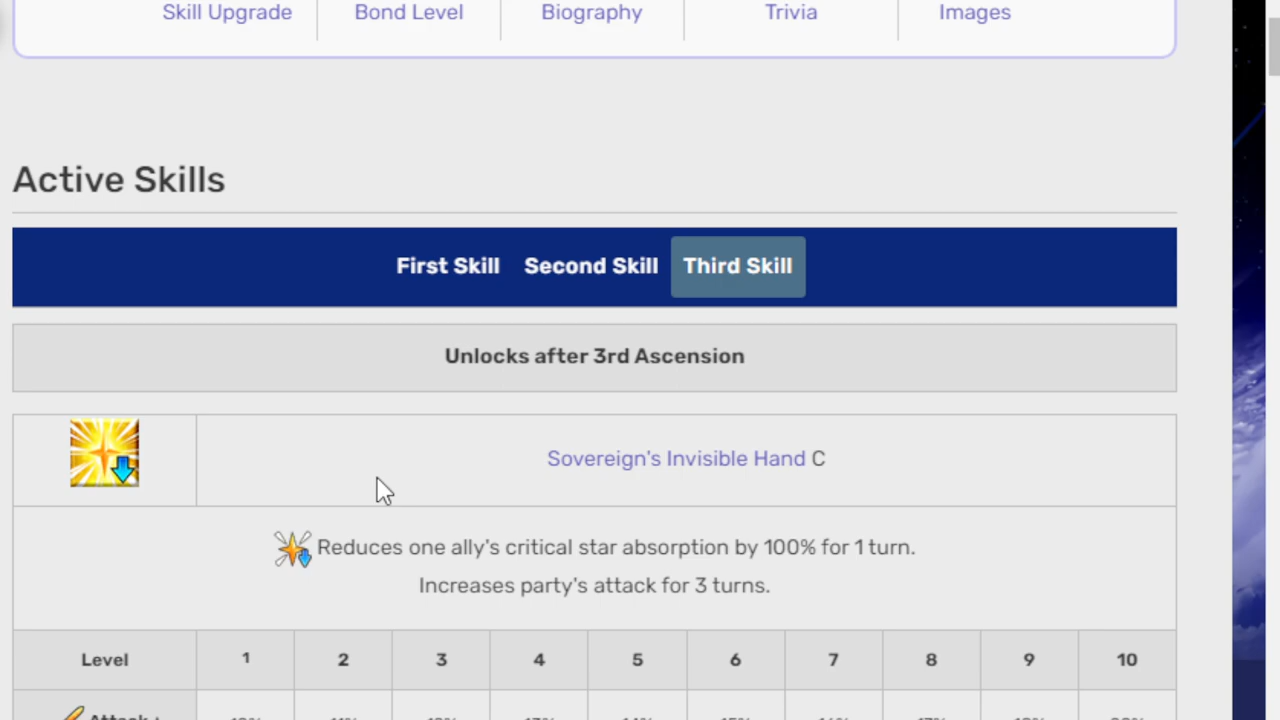 Skill Upgrade Bond Level Biography Trivia Images
Active Skills
First Skill Second Skill Third Skill
Unlocks after 3rd Ascension
Sovereign's Invisible Hand C
Reduces one ally's critical star absorption by 100% for 1 turn.
Increases party's attack for 3 turns.
Level 1 2 3 4 5 6 7 8 9 10
Attack +